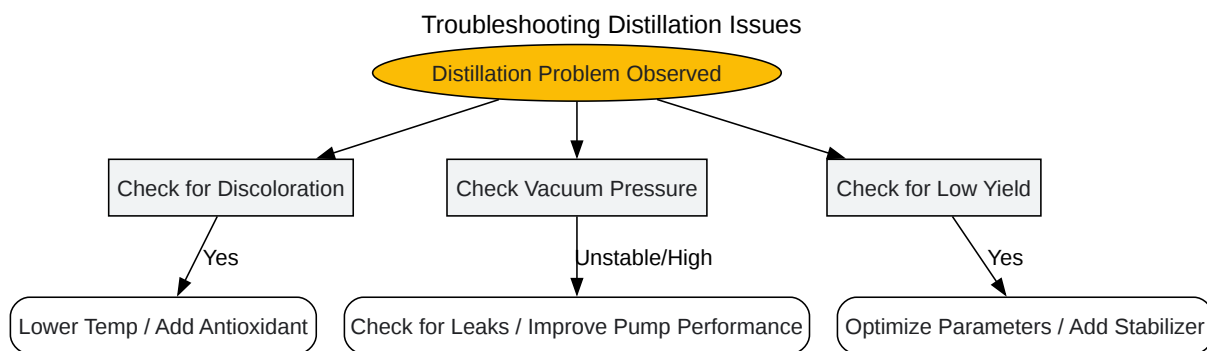 Troubleshooting Distillation Issues
Distillation Problem Observed
Check for Discoloration
Check Vacuum Pressure
Check for Low Yield
Yes
Unstable/High
Yes
Lower Temp / Add Antioxidant
Check for Leaks / Improve Pump Performance
Optimize Parameters / Add Stabilizer